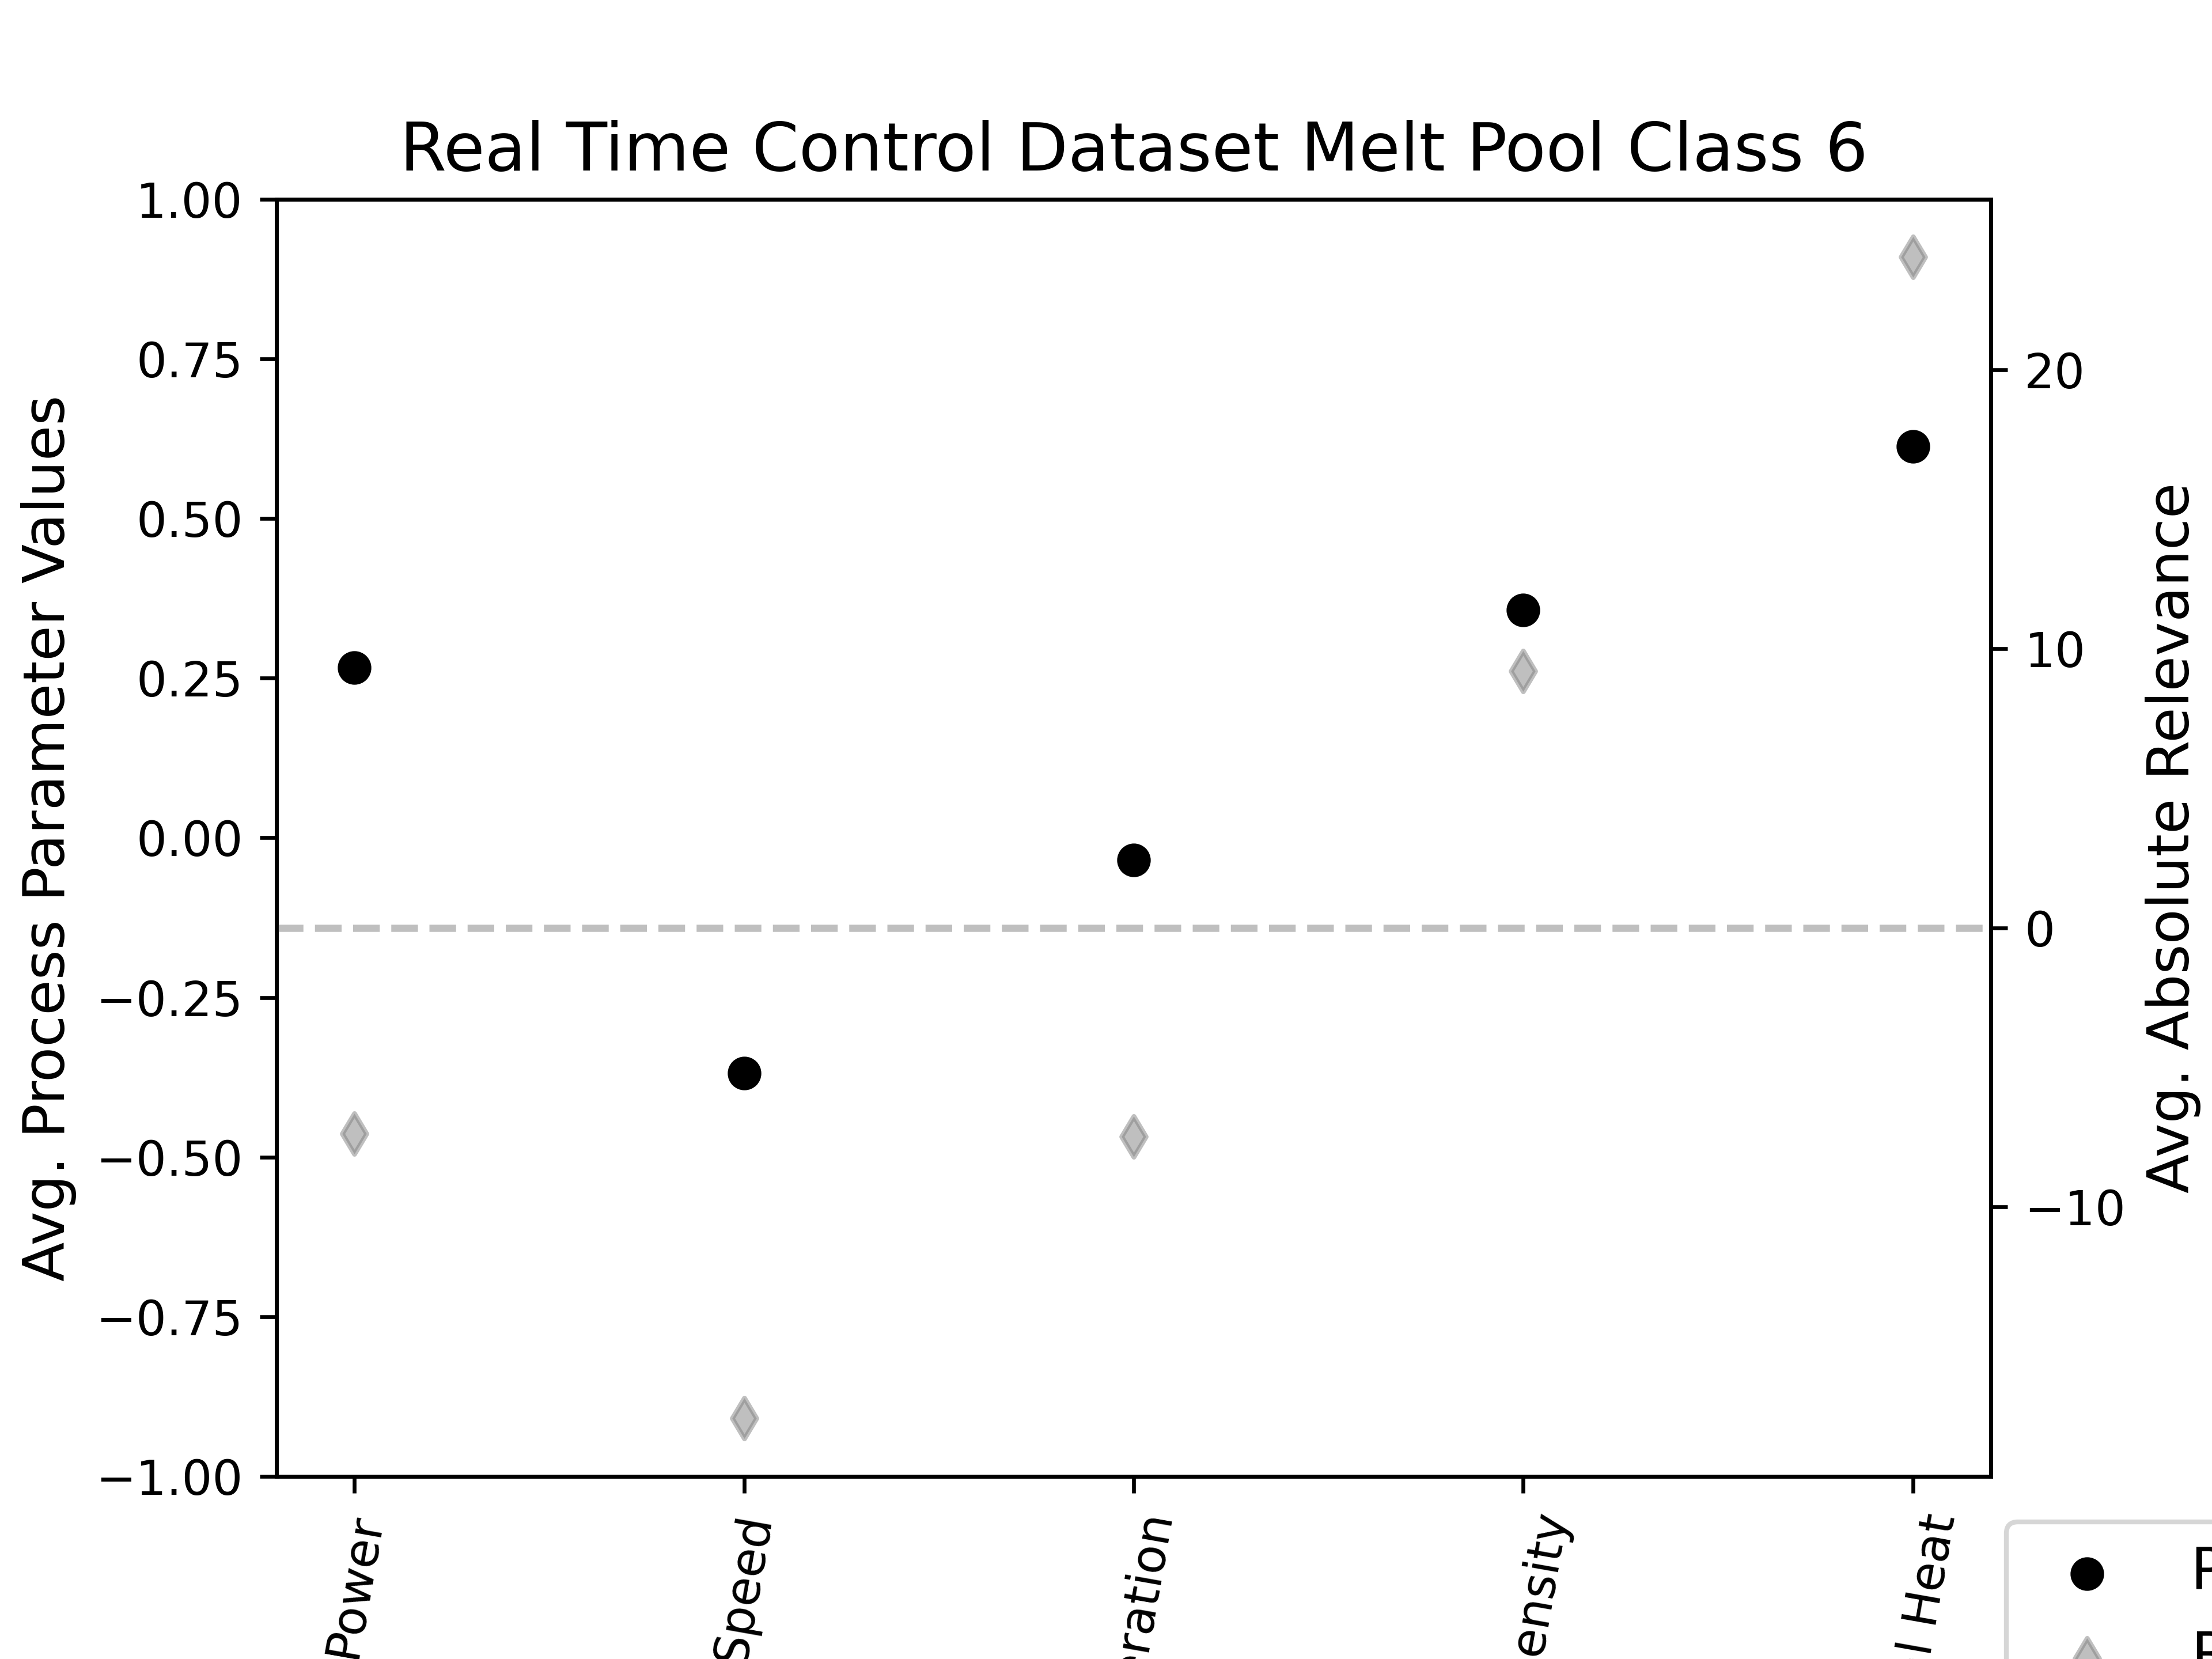 Real Time Control Dataset Melt Pool Class 6
Avg. Process Parameter Values
1.00
0.75
0.50
0.25
0.00
−0.25
−0.50
−0.75
−1.00
20
10
0
−10
Avg. Absolute Relevance
Power
Speed
eration
ensity
l Heat